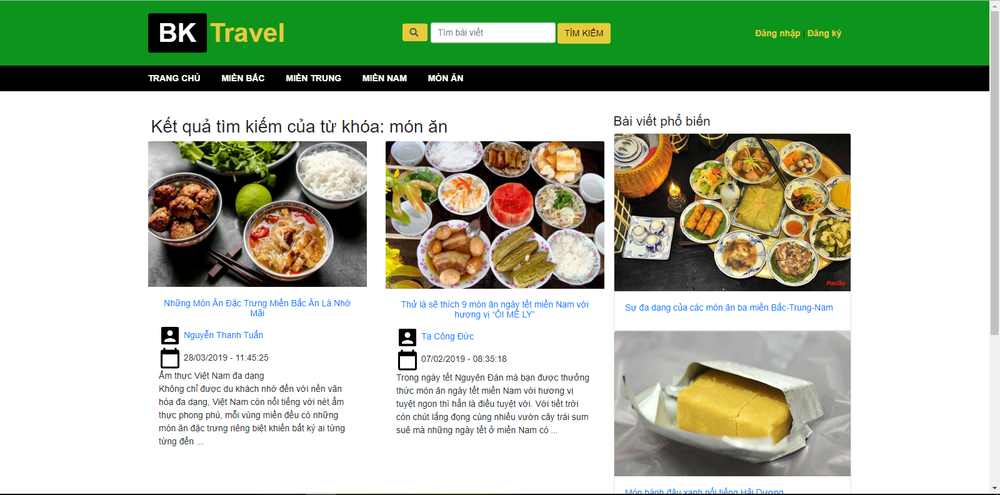 BK Travel
Tìm bài viết
TÌM KIẾM
Đăng nhập | Đăng ký
TRANG CHỦ
MIỀN BẮC
MIỀN TRUNG
MIỀN NAM
MÓN ĂN
Kết quả tìm kiếm của từ khóa: món ăn
Những Món Ăn Đặc Trưng Miền Bắc Ăn Là Nhớ
Mãi
Nguyễn Thanh Tuấn
28/03/2019 - 11:45:25
Ẩm thực Việt Nam đa dạng
Không chỉ được du khách nhớ đến với nền văn
hóa đa dạng, Việt Nam còn nổi tiếng với nét ẩm
thực phong phú, mỗi vùng miền đều có những
món ăn đặc trưng riêng biệt khiến bất kỳ ai từng
từng đến ...
Thử là sẽ thích 9 món ăn ngày tết miền Nam với
hương vị “ÔI MÊ LY”
Tạ Công Đức
07/02/2019 - 08:35:18
Trong ngày tết Nguyên Đán mà bạn được thưởng
thức món ăn ngày tết miền Nam với hương vị
tuyệt ngon thì hẳn là điều tuyệt vời. Với tiết trời
còn chút lắng đọng cùng nhiều vườn cây trái sum
suê mà những ngày tết ở miền Nam có ...
Bài viết phổ biến
PasGo
Sự đa dạng của các món ăn ba miền Bắc-Trung-Nam
Món bánh đậu xanh nổi tiếng Hải Dương